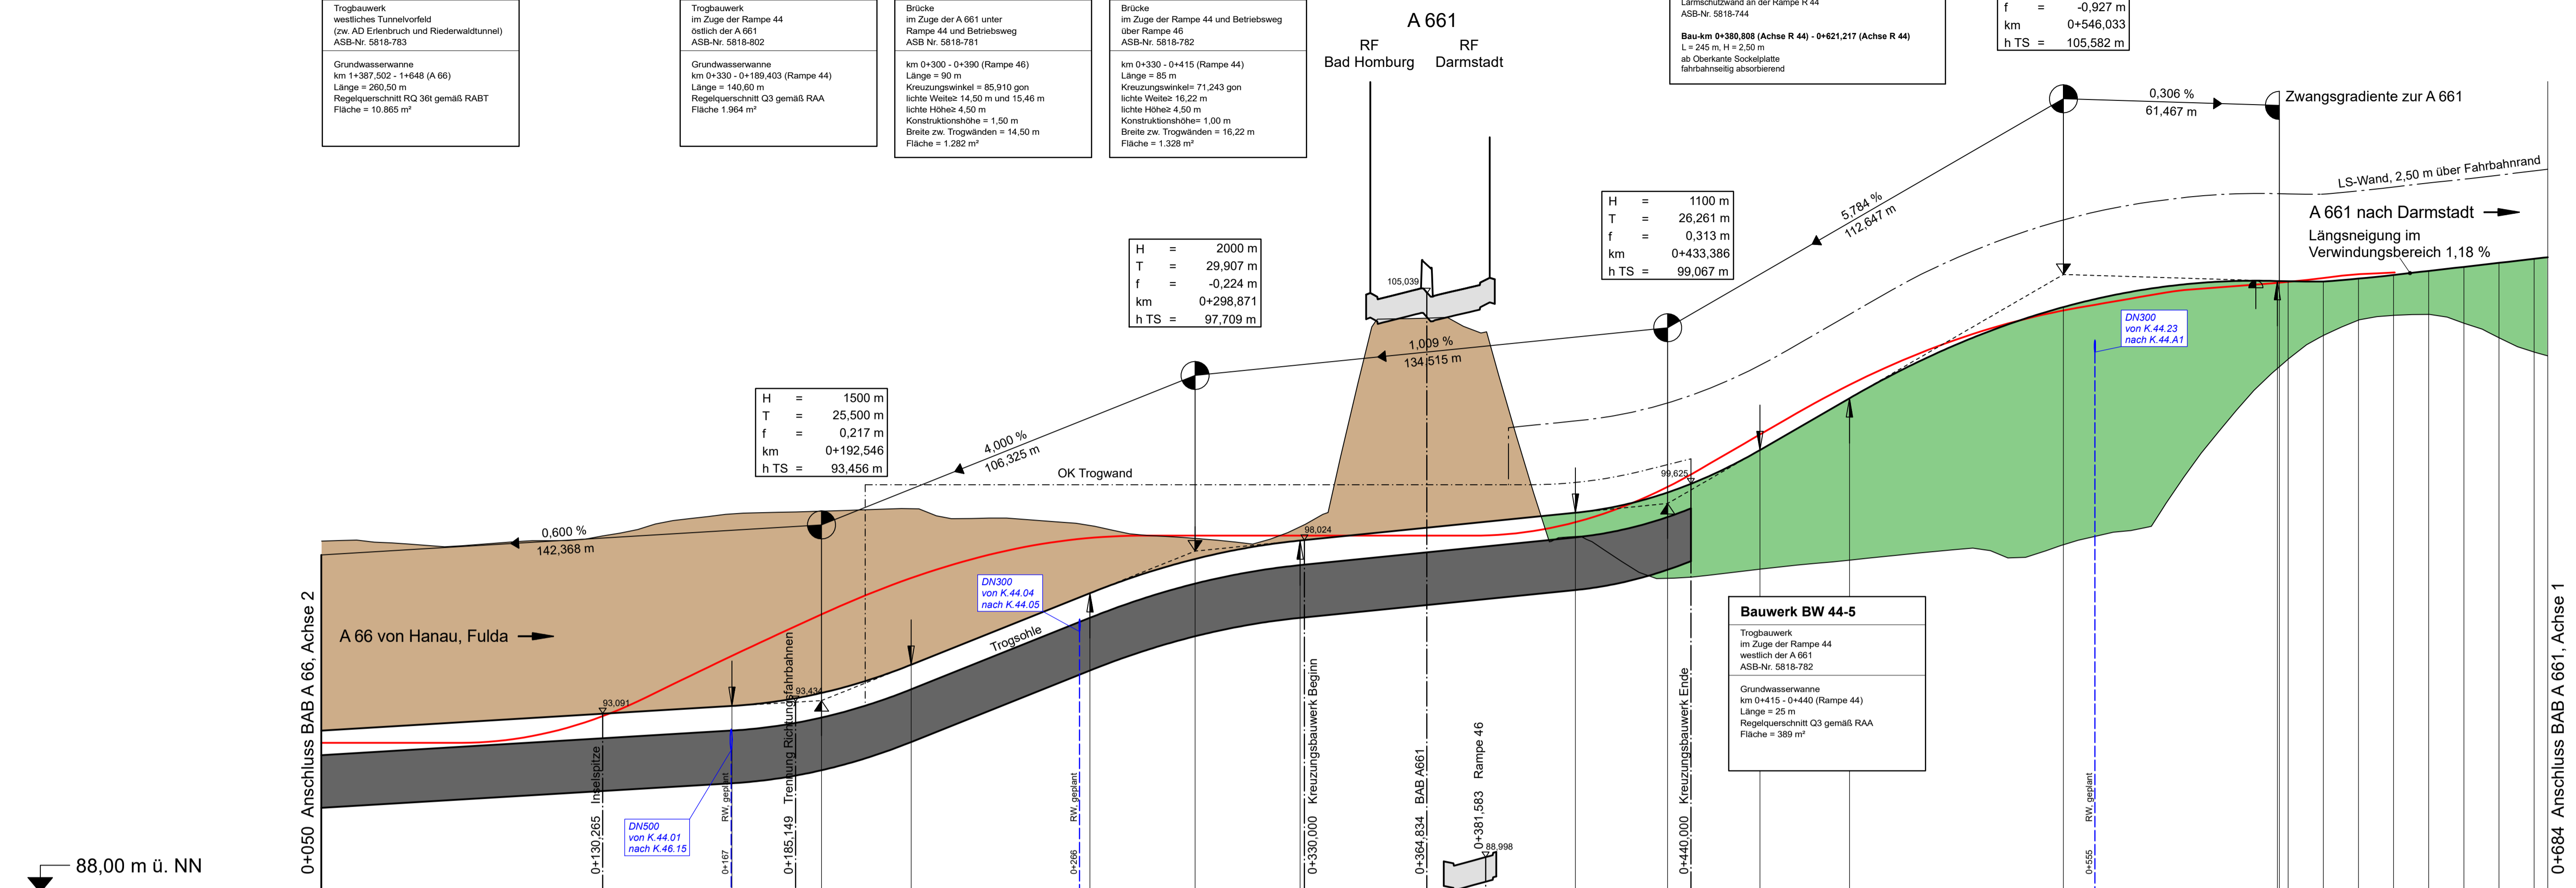 Trogbauwerk
westliches Tunnelvorfeld
(zw. AD Erlenbruch und Riederwaldtunnel)
ASB-Nr. 5818-783
Grundwasserwanne
km 1+387,502 - 1+648 (A 66)
Länge = 260,50 m
Regelquerschnitt RQ 36t gemäß RABT
Fläche = 10.865 m²
Trogbauwerk
im Zuge der Rampe 44
östlich der A 661
ASB-Nr. 5818-802
Grundwasserwanne
km 0+330 - 0+189,403 (Rampe 44)
Länge = 140,60 m
Regelquerschnitt Q3 gemäß RAA
Fläche 1.964 m²
Brücke
im Zuge der A 661 unter
Rampe 44 und Betriebsweg
ASB Nr. 5818-781
km 0+300 - 0+390 (Rampe 46)
Länge = 90 m
Kreuzungswinkel = 85,910 gon
lichte Weite≥ 14,50 m und 15,46 m
lichte Höhe≥ 4,50 m
Konstruktionshöhe = 1,50 m
Breite zw. Trogwänden = 14,50 m
Fläche = 1.282 m²
Brücke
im Zuge der Rampe 44 und Betriebsweg
über Rampe 46
ASB-Nr. 5818-782
km 0+330 - 0+415 (Rampe 44)
Länge = 85 m
Kreuzungswinkel= 71,243 gon
lichte Weite≥ 16,22 m
lichte Höhe≥ 4,50 m
Konstruktionshöhe= 1,00 m
Breite zw. Trogwänden = 16,22 m
Fläche = 1.328 m²
A 661
RF
Bad Homburg
RF
Darmstadt
Lärmschutzwand an der Rampe R 44
ASB-Nr. 5818-744
Bau-km 0+380,808 (Achse R 44) - 0+621,217 (Achse R 44)
L = 245 m, H = 2,50 m
ab Oberkante Sockelplatte
fahrbahnseitig absorbierend
f = -0,927 m
km 0+546,033
h TS = 105,582 m
0,306 %
61,467 m
Zwangsgradiente zur A 661
LS-Wand, 2,50 m über Fahrbahnrand
A 661 nach Darmstadt
Längsneigung im
Verwindungsbereich 1,18 %
5,784 %
112,647 m
H = 1100 m
T = 26,261 m
f = 0,313 m
km 0+433,386
h TS = 99,067 m
H = 2000 m
T = 29,907 m
f = -0,224 m
km 0+298,871
h TS = 97,709 m
105,039
1,009 %
134,515 m
DN300
von K.44.23
nach K.44.A1
H = 1500 m
T = 25,500 m
f = 0,217 m
km 0+192,546
h TS = 93,456 m
4,000 %
106,325 m
OK Trogwand
99,625
0,600 %
142,368 m
98,024
DN300
von K.44.04
nach K.44.05
A 66 von Hanau, Fulda
Trogsohle
93,091
93,434
Bauwerk BW 44-5
Trogbauwerk
im Zuge der Rampe 44
westlich der A 661
ASB-Nr. 5818-782
Grundwasserwanne
km 0+415 - 0+440 (Rampe 44)
Länge = 25 m
Regelquerschnitt Q3 gemäß RAA
Fläche = 389 m²
DN500
von K.44.01
nach K.46.15
88,00 m ü. NN
0+050 Anschluss BAB A 66, Achse 2
0+130,265 Inselspitze
0+167 RW, geplant
0+185,149 Trennung Richtungsfahrbahnen
0+266 RW, geplant
0+330,000 Kreuzungsbauwerk Beginn
0+364,834 BAB A661
0+381,583 Rampe 46
88,998
0+440,000 Kreuzungsbauwerk Ende
0+555 RW, geplant
0+684 Anschluss BAB A 661, Achse 1